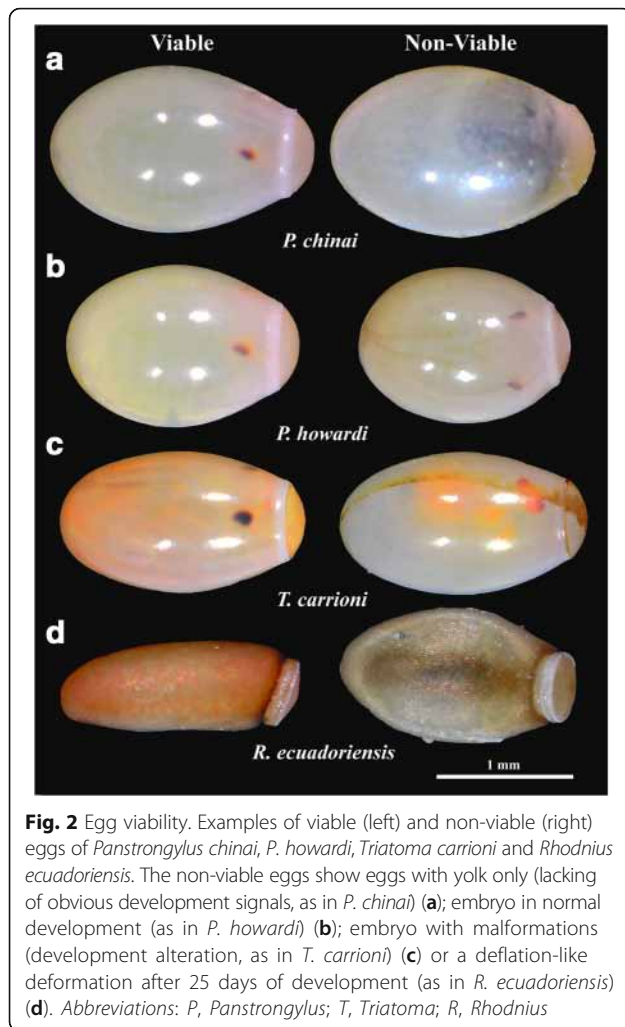 Viable Non-Viable
a
P. chinai
b
P. howardi
c
T. carrioni
d
R. ecuadoriensis
1 mm
Fig. 2 Egg viability. Examples of viable (left) and non-viable (right)
eggs of Panstrongylus chinai, P. howardi, Triatoma carrioni and Rhodnius
ecuadoriensis. The non-viable eggs show eggs with yolk only (lacking
of obvious development signals, as in P. chinai) (a); embryo in normal
development (as in P. howardi) (b); embryo with malformations
(development alteration, as in T. carrioni) (c) or a deflation-like
deformation after 25 days of development (as in R. ecuadoriensis)
(d). Abbreviations: P, Panstrongylus; T, Triatoma; R, Rhodnius